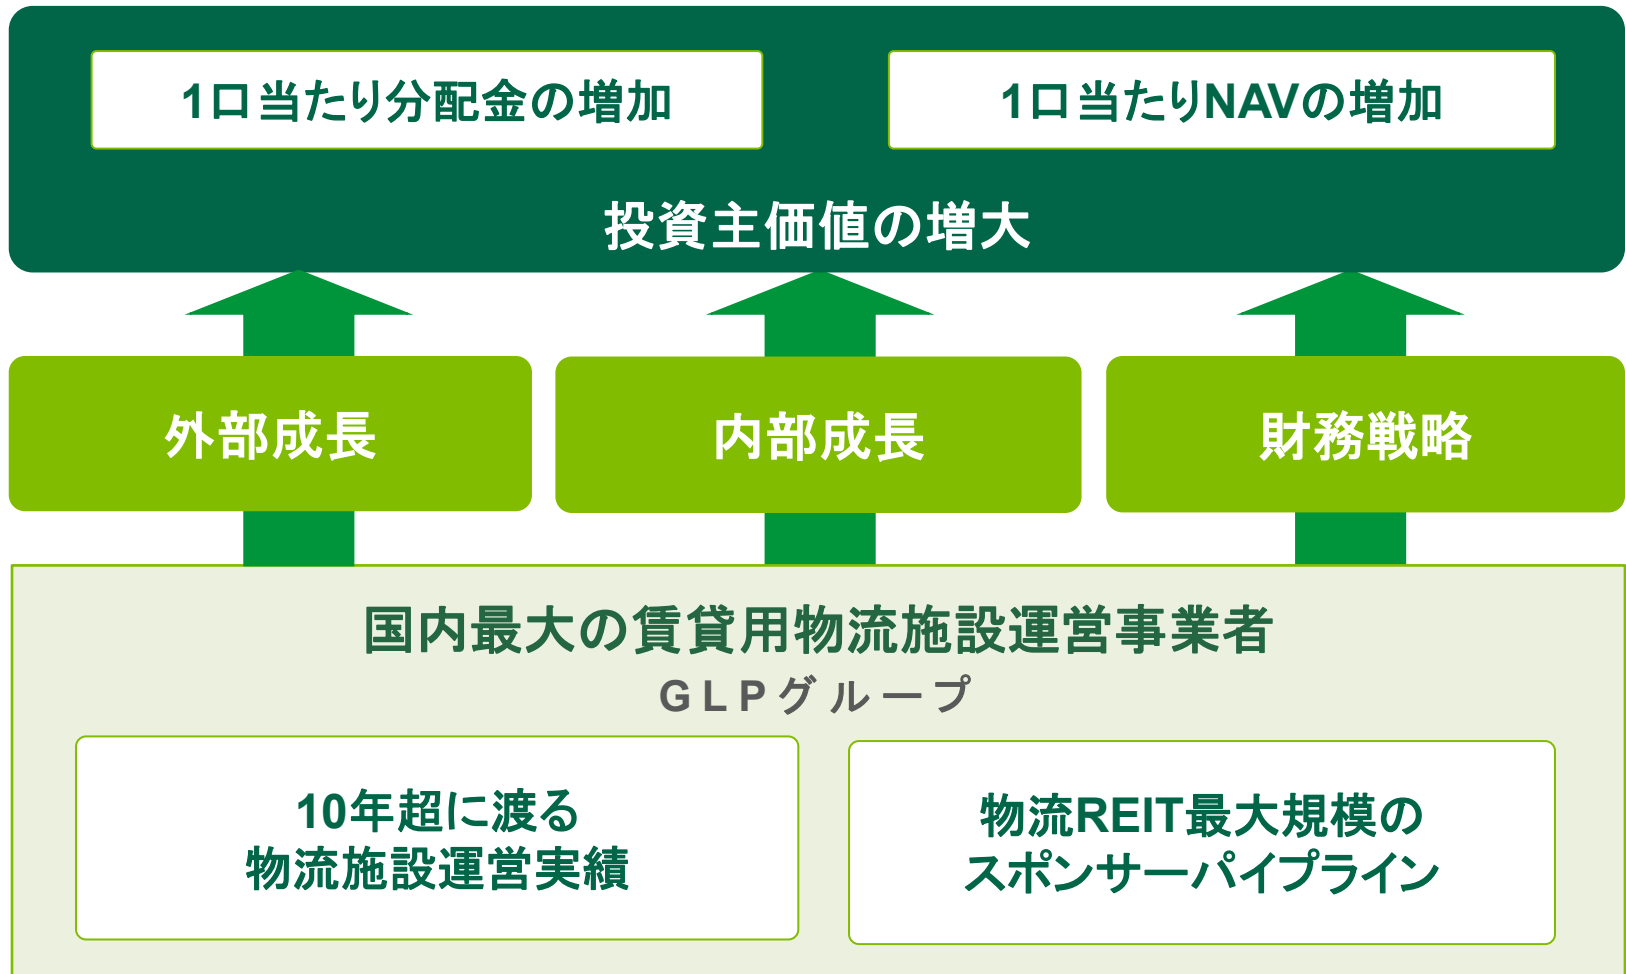 1口当たり分配金の増加
1口当たりNAVの増加
投資主価値の増大
外部成長
内部成長
財務戦略
国内最大の賃貸用物流施設運営事業者
GLPグループ
10年超に渡る
物流施設運営実績
物流REIT最大規模の
スポンサーパイプライン